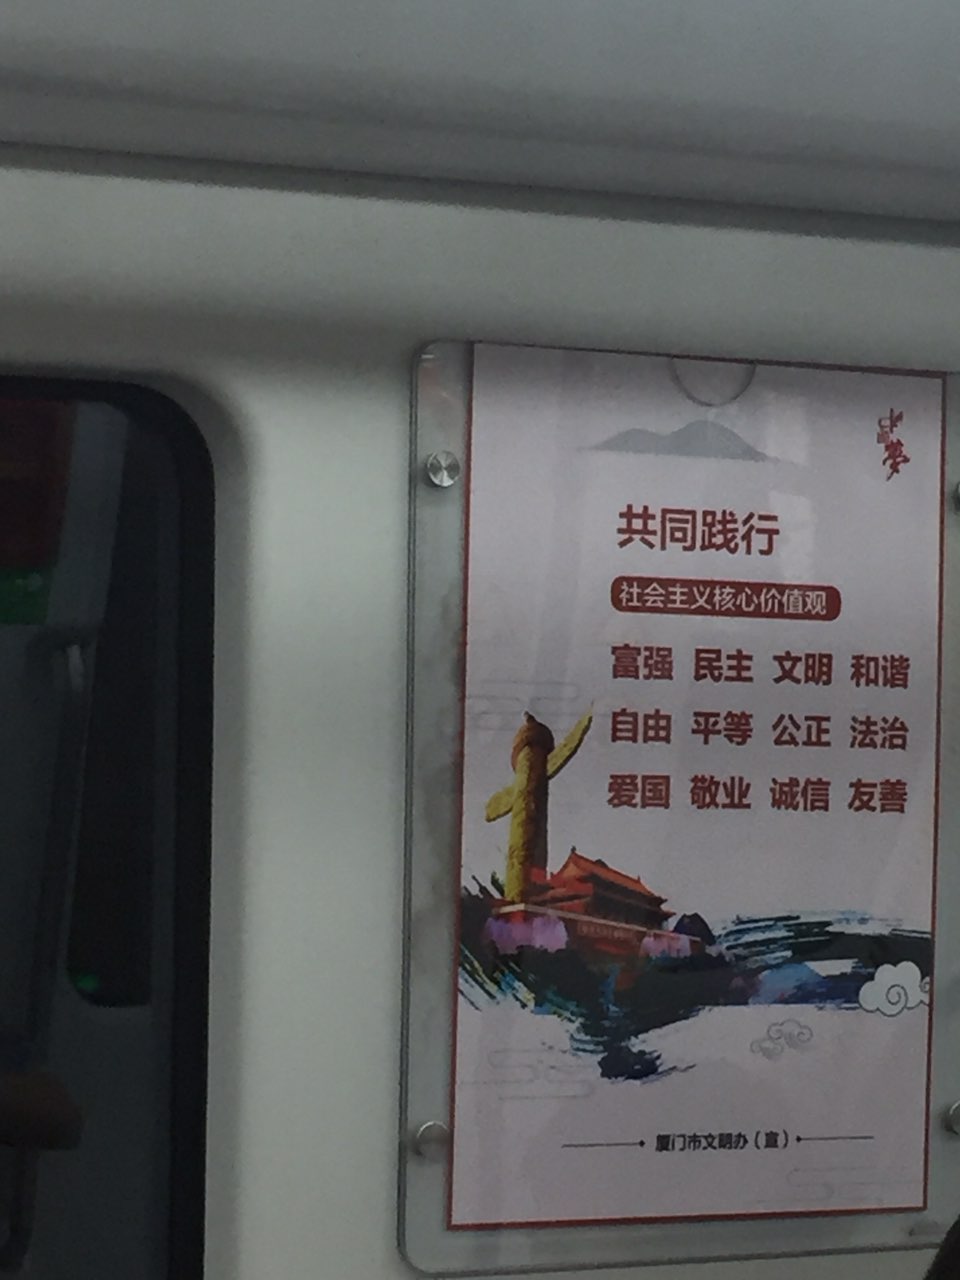 中国梦
共同践行
社会主义核心价值观
富强 民主 文明 和谐
自由 平等 公正 法治
爱国 敬业 诚信 友善
厦门市文明办（宣）